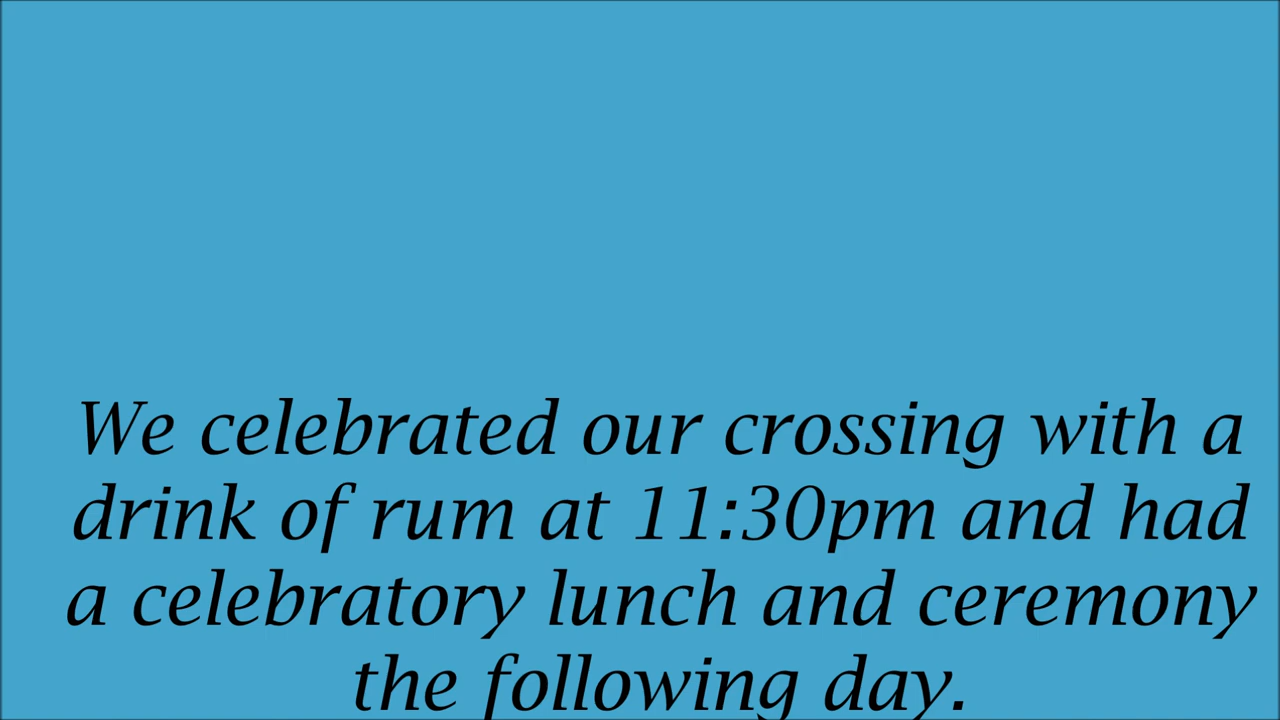 We celebrated our crossing with a
drink of rum at 11:30pm and had
a celebratory lunch and ceremony
the following day.